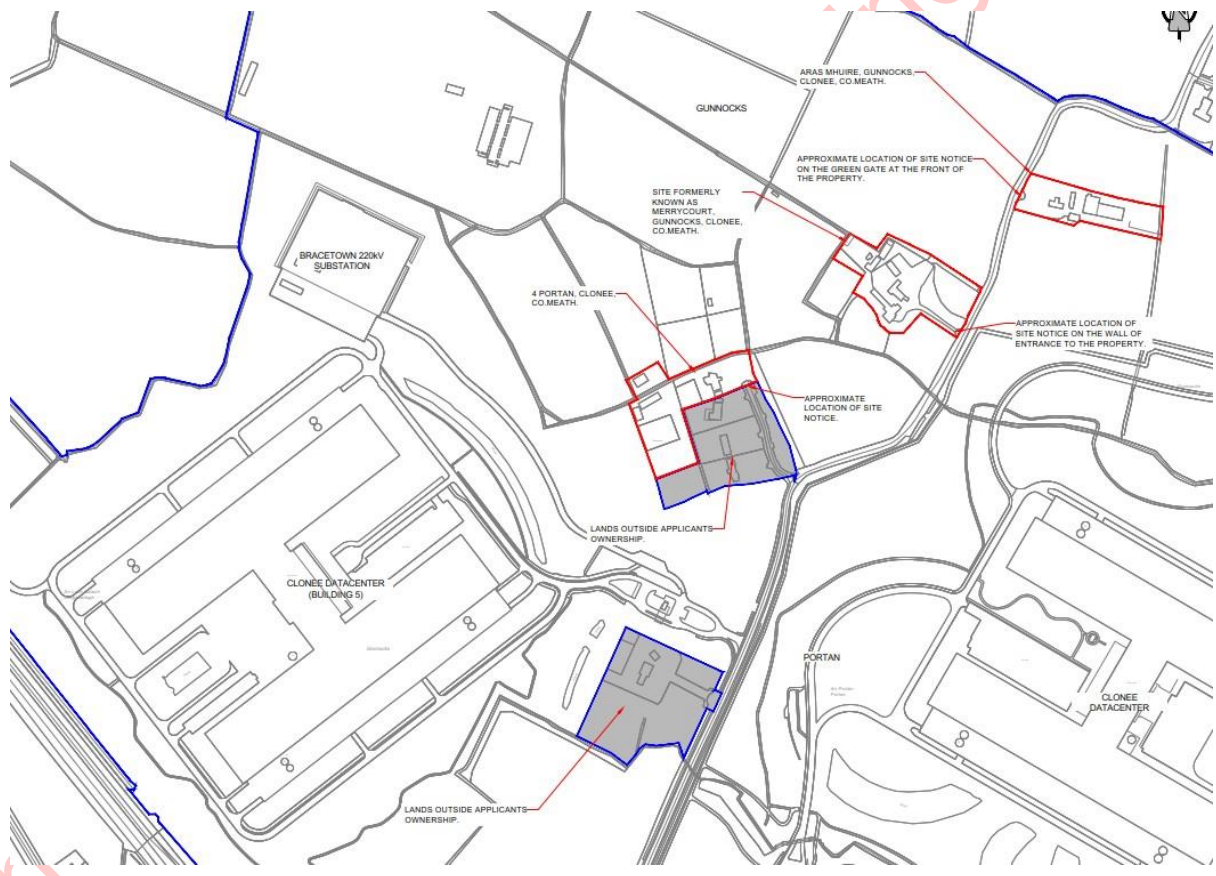 ARAS MHUIRE, GUNNOCKS,
CLONEE, CO.MEATH.
GUNNOCKS
APPROXIMATE LOCATION OF SITE NOTICE
ON THE GREEN GATE AT THE FRONT OF
THE PROPERTY.
SITE FORMERLY
KNOWN AS
MERRYCOURT,
GUNNOCKS, CLONEE,
CO.MEATH.
BRACETOWN 220kV
SUBSTATION
4 PORTAN, CLONEE,
CO.MEATH.
APPROXIMATE LOCATION OF
SITE NOTICE ON THE WALL OF
ENTRANCE TO THE PROPERTY.
APPROXIMATE
LOCATION OF SITE
NOTICE.
LANDS OUTSIDE APPLICANTS
OWNERSHIP.
CLONEE DATACENTER
(BUILDING 5)
PORTAN
CLONEE
DATACENTER
LANDS OUTSIDE APPLICANTS
OWNERSHIP.